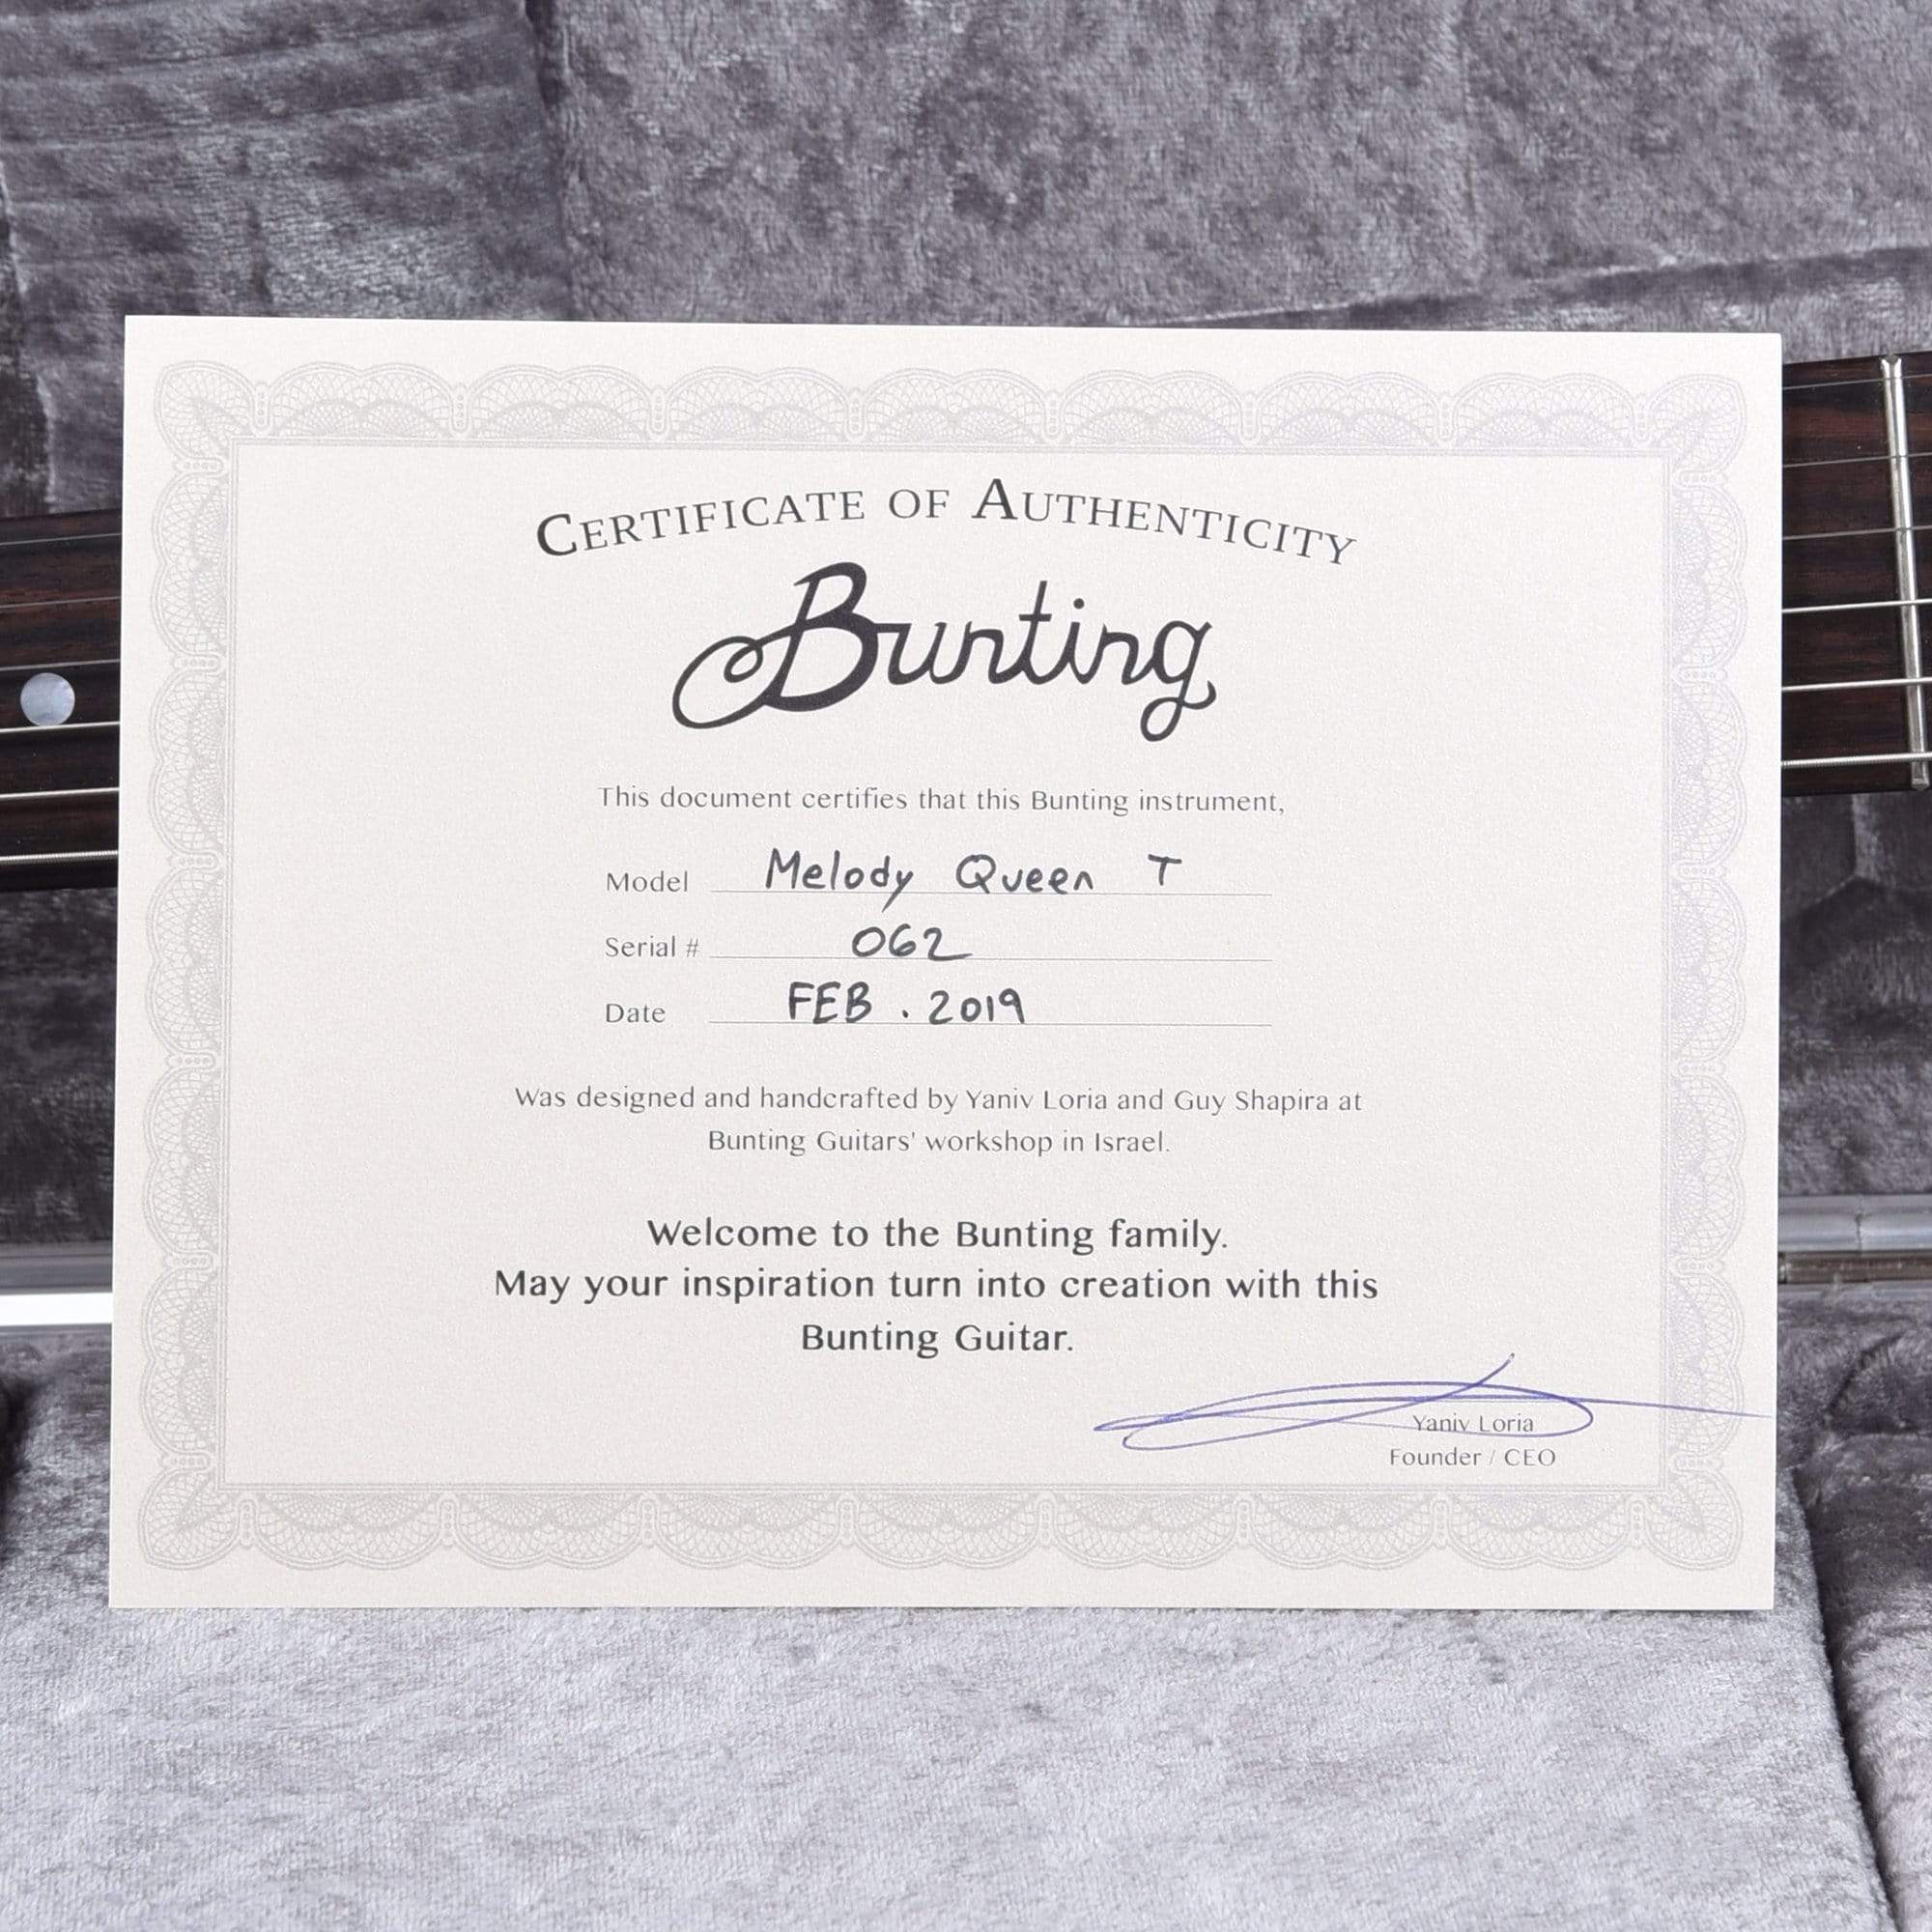 Certificate of Authenticity
Bunting
This document certifies that this Bunting instrument,
Model Melody Queen T
Serial # 062
Date FEB . 2019
Was designed and handcrafted by Yaniv Loria and Guy Shapira at
Bunting Guitars' workshop in Israel.
Welcome to the Bunting family.
May your inspiration turn into creation with this
Bunting Guitar.
Yaniv Loria
Founder / CEO